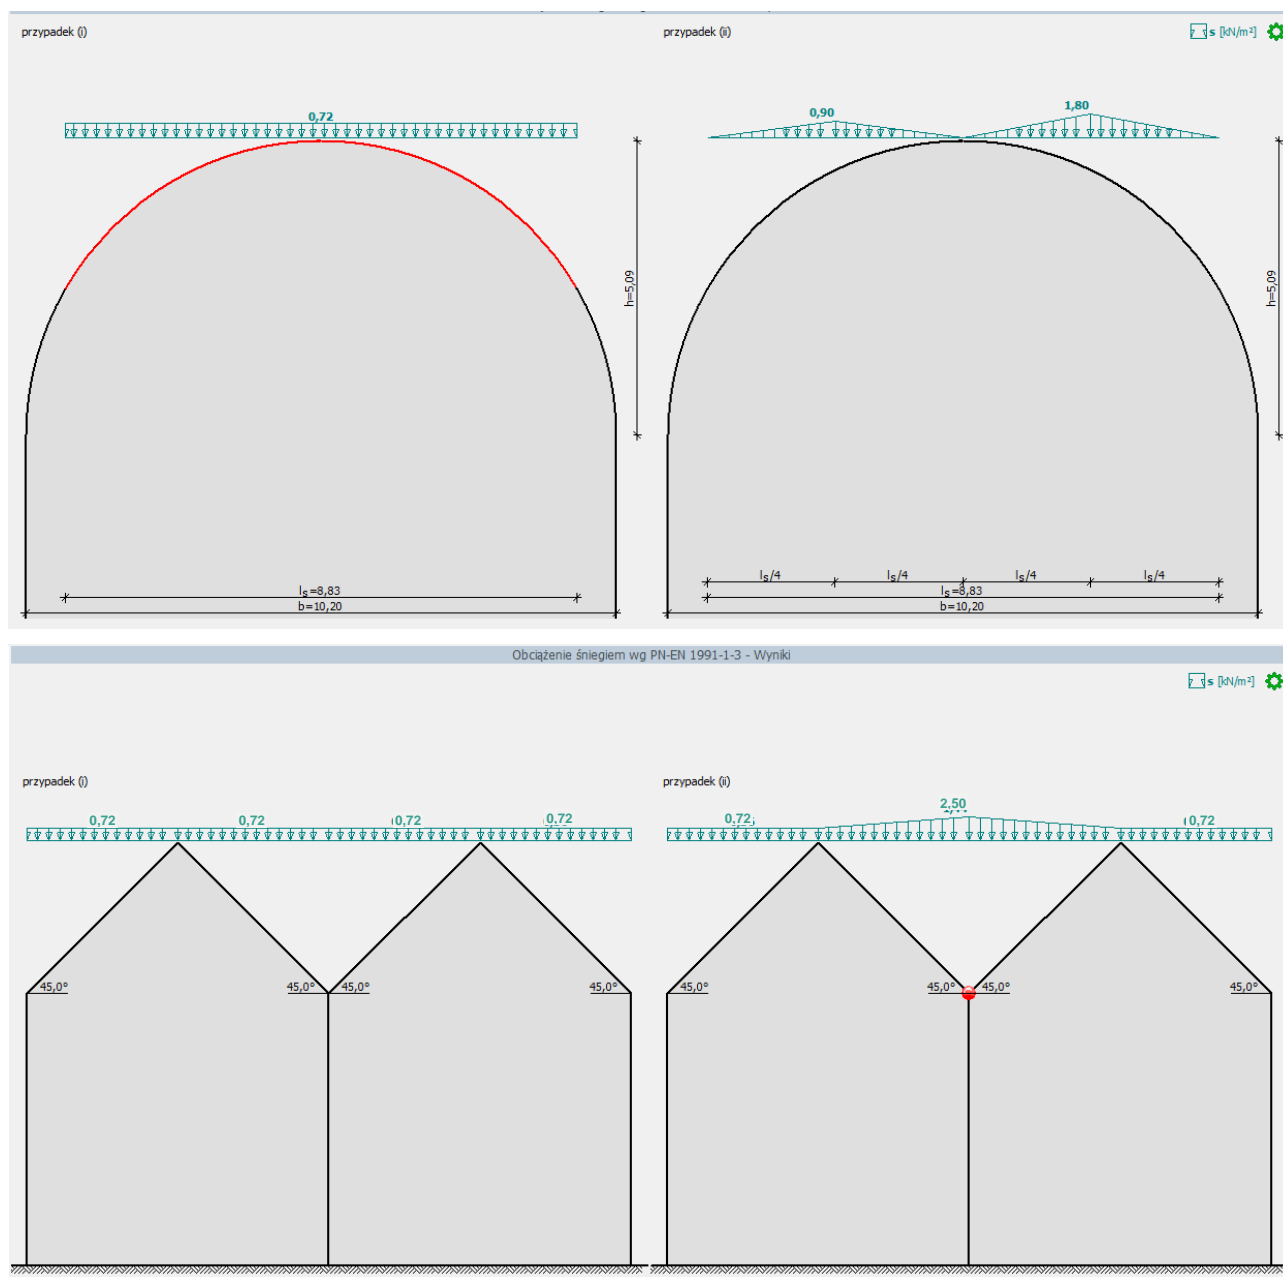 przypadek (i)
przypadek (ii)
s [kN/m²]
0,72
0,90
1,80
h=5,09
h=5,09
lₛ=8,83
b=10,20
lₛ/4
lₛ/4
lₛ/4
lₛ/4
lₛ=8,83
b=10,20
Obciążenie śniegiem wg PN-EN 1991-1-3 - Wyniki
s [kN/m²]
przypadek (i)
przypadek (ii)
0,72
0,72
0,72
0,72
0,72
2,50
0,72
45,0°
45,0°
45,0°
45,0°
45,0°
45,0°
45,0°
45,0°